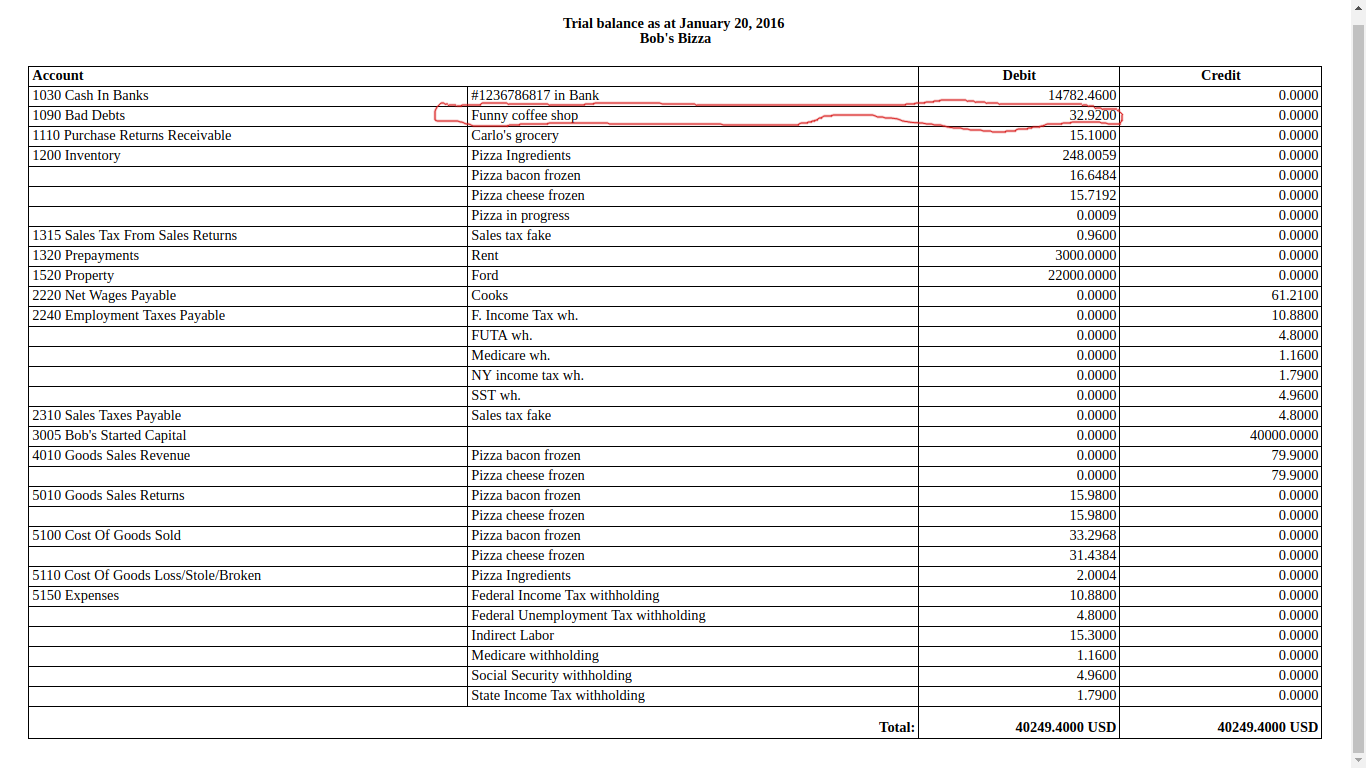 Trial balance as at January 20, 2016
Bob's Bizza
Account Debit Credit
1030 Cash In Banks #1236786817 in Bank 14782.4600 0.0000
1090 Bad Debts Funny coffee shop 32.9200 0.0000
1110 Purchase Returns Receivable Carlo's grocery 15.1000 0.0000
1200 Inventory Pizza Ingredients 248.0059 0.0000
Pizza bacon frozen 16.6484 0.0000
Pizza cheese frozen 15.7192 0.0000
Pizza in progress 0.0009 0.0000
1315 Sales Tax From Sales Returns Sales tax fake 0.9600 0.0000
1320 Prepayments Rent 3000.0000 0.0000
1520 Property Ford 22000.0000 0.0000
2220 Net Wages Payable Cooks 0.0000 61.2100
2240 Employment Taxes Payable F. Income Tax wh. 0.0000 10.8800
FUTA wh. 0.0000 4.8000
Medicare wh. 0.0000 1.1600
NY income tax wh. 0.0000 1.7900
SST wh. 0.0000 4.9600
2310 Sales Taxes Payable Sales tax fake 0.0000 4.8000
3005 Bob's Started Capital 0.0000 40000.0000
4010 Goods Sales Revenue Pizza bacon frozen 0.0000 79.9000
Pizza cheese frozen 0.0000 79.9000
5010 Goods Sales Returns Pizza bacon frozen 15.9800 0.0000
Pizza cheese frozen 15.9800 0.0000
5100 Cost Of Goods Sold Pizza bacon frozen 33.2968 0.0000
Pizza cheese frozen 31.4384 0.0000
5110 Cost Of Goods Loss/Stole/Broken Pizza Ingredients 2.0004 0.0000
5150 Expenses Federal Income Tax withholding 10.8800 0.0000
Federal Unemployment Tax withholding 4.8000 0.0000
Indirect Labor 15.3000 0.0000
Medicare withholding 1.1600 0.0000
Social Security withholding 4.9600 0.0000
State Income Tax withholding 1.7900 0.0000
Total: 40249.4000 USD 40249.4000 USD